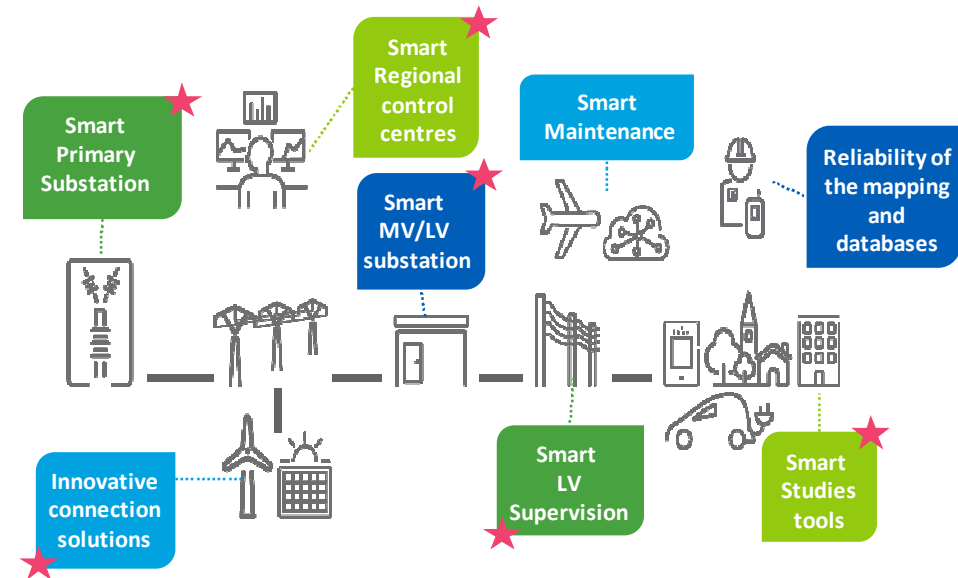 Smart
Regional
control
centres
Smart
Primary
Substation
Smart
Maintenance
Reliability of
the mapping
and
databases
Smart
MV/LV
substation
Innovative
connection
solutions
Smart
LV
Supervision
Smart
Studies
tools